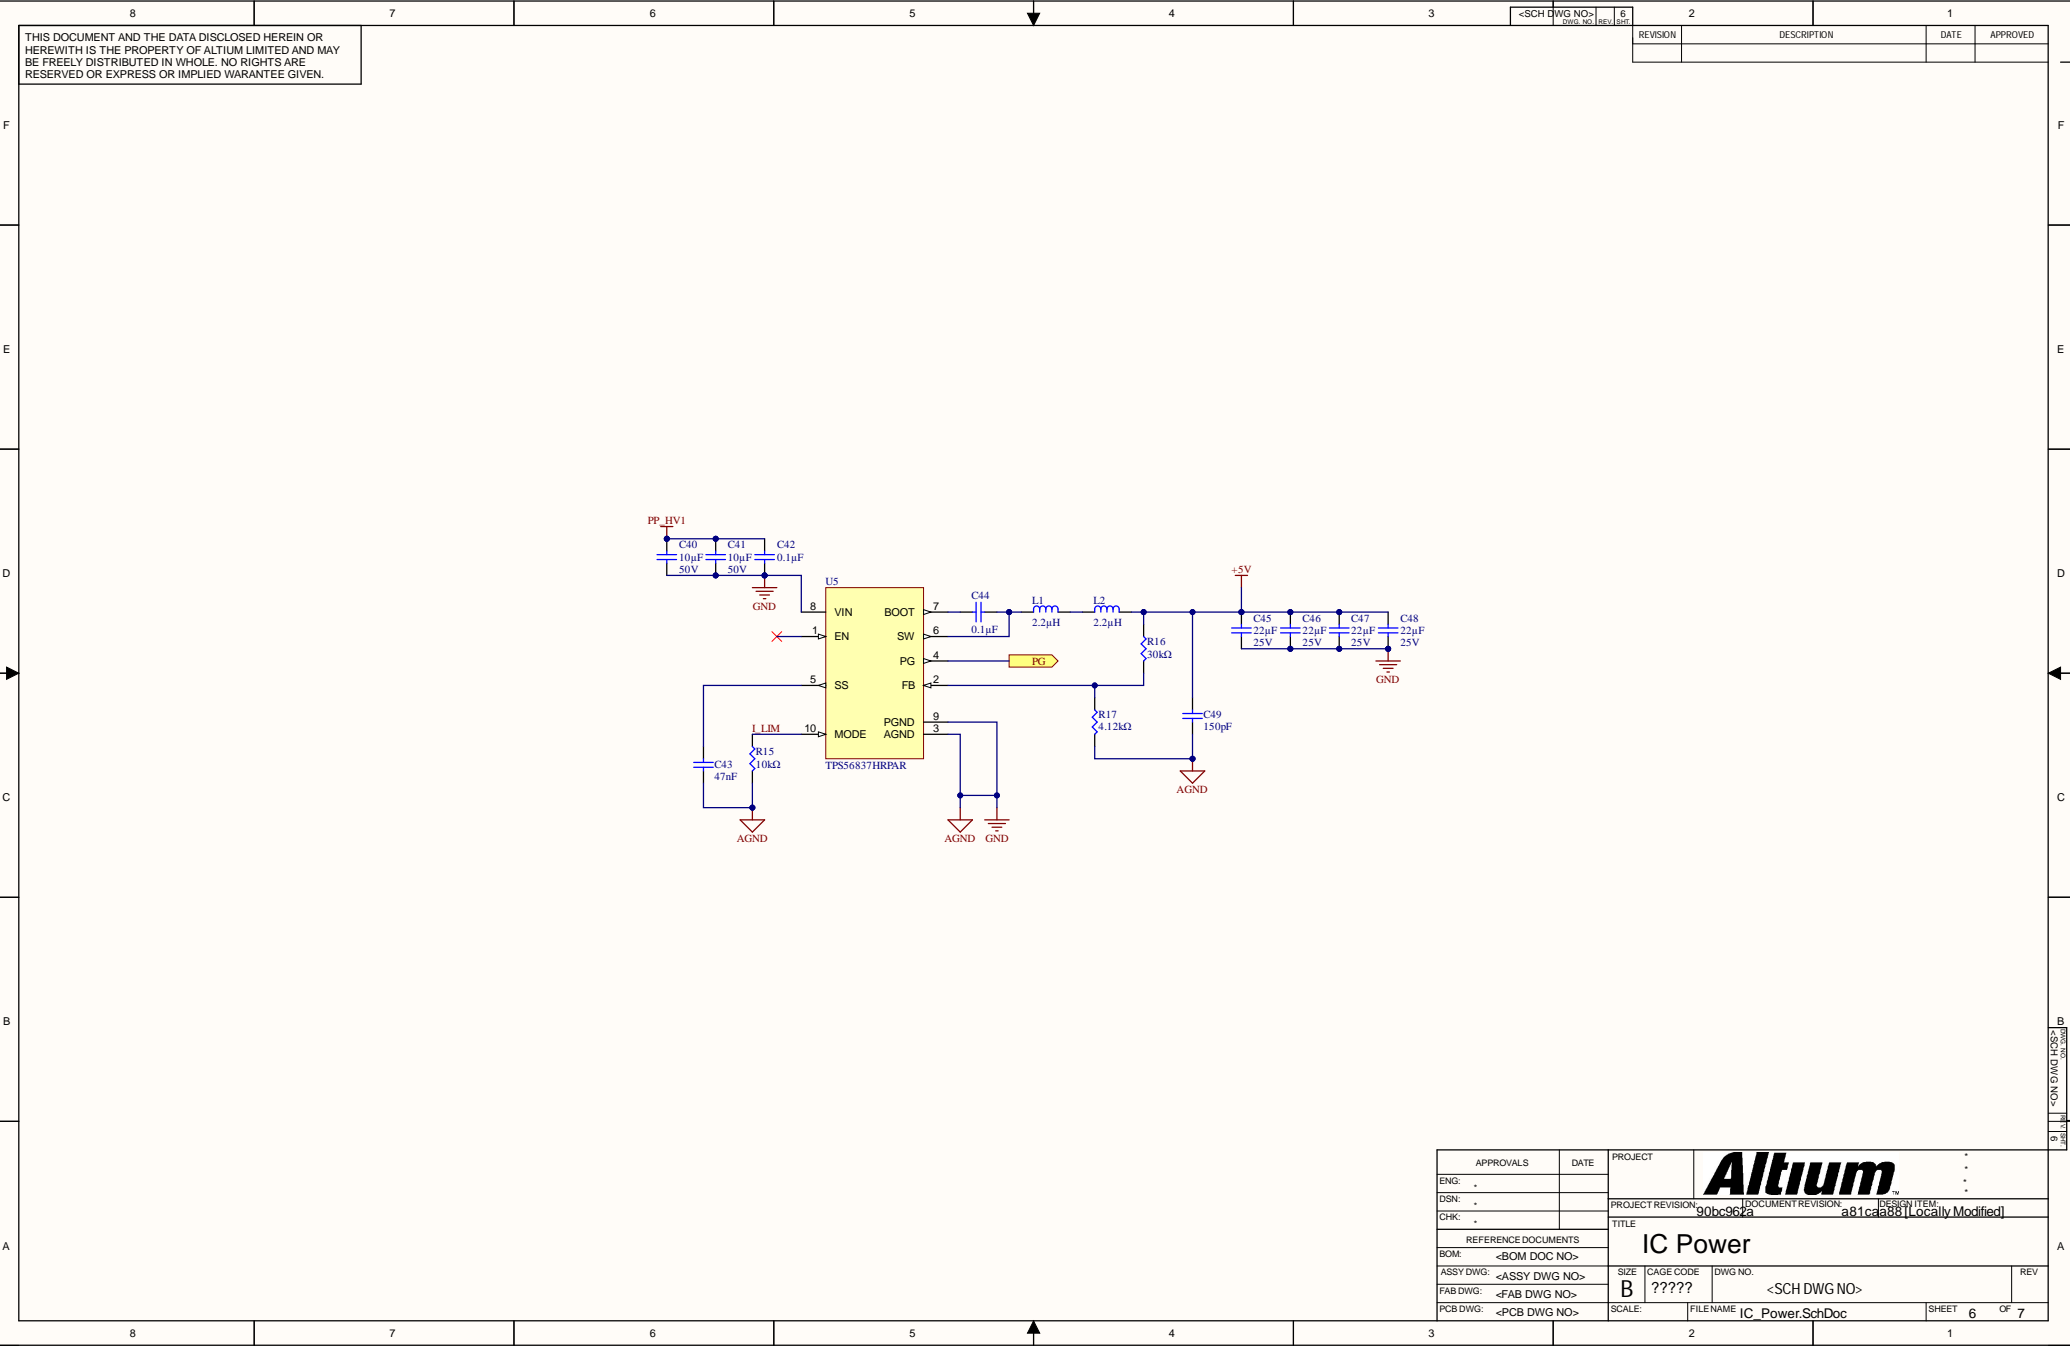 8 7 6 5 4 3 2 1
<SCH DWG NO> 6
DWG. NO. REV. SHT.
THIS DOCUMENT AND THE DATA DISCLOSED HEREIN OR
HEREWITH IS THE PROPERTY OF ALTIUM LIMITED AND MAY
BE FREELY DISTRIBUTED IN WHOLE. NO RIGHTS ARE
RESERVED OR EXPRESS OR IMPLIED WARANTEE GIVEN.
REVISION DESCRIPTION DATE APPROVED
F F
E E
D D
C C
B B
A A
PP_HV1
C40
10µF
50V
C41
10µF
50V
C42
0.1µF
GND
U5
8 VIN
1 EN
5 SS
10 MODE
BOOT 7
SW 6
PG 4
FB 2
PGND 9
AGND 3
TPS56837HRPAR
I_LIM
R15
10kΩ
C43
47nF
AGND
AGND
GND
C44
0.1µF
L1
2.2µH
L2
2.2µH
PG
R16
30kΩ
R17
4.12kΩ
C49
150pF
AGND
+5V
C45
22µF
25V
C46
22µF
25V
C47
22µF
25V
C48
22µF
25V
GND
DWG. NO.
<SCH DWG NO>
REV. SHT.
6
APPROVALS DATE
ENG: *
DSN: *
CHK: *
REFERENCE DOCUMENTS
BOM: <BOM DOC NO>
ASSY DWG: <ASSY DWG NO>
FAB DWG: <FAB DWG NO>
PCB DWG: <PCB DWG NO>
PROJECT
Altium TM
*
*
*
*
PROJECT REVISION: DOCUMENT REVISION: DESIGN ITEM:
90bc962a a81caa88 [Locally Modified]
TITLE
IC Power
SIZE CAGE CODE DWG NO. REV
B ????? <SCH DWG NO>
SCALE: FILE NAME IC_Power.SchDoc SHEET 6 OF 7
8 7 6 5 4 3 2 1